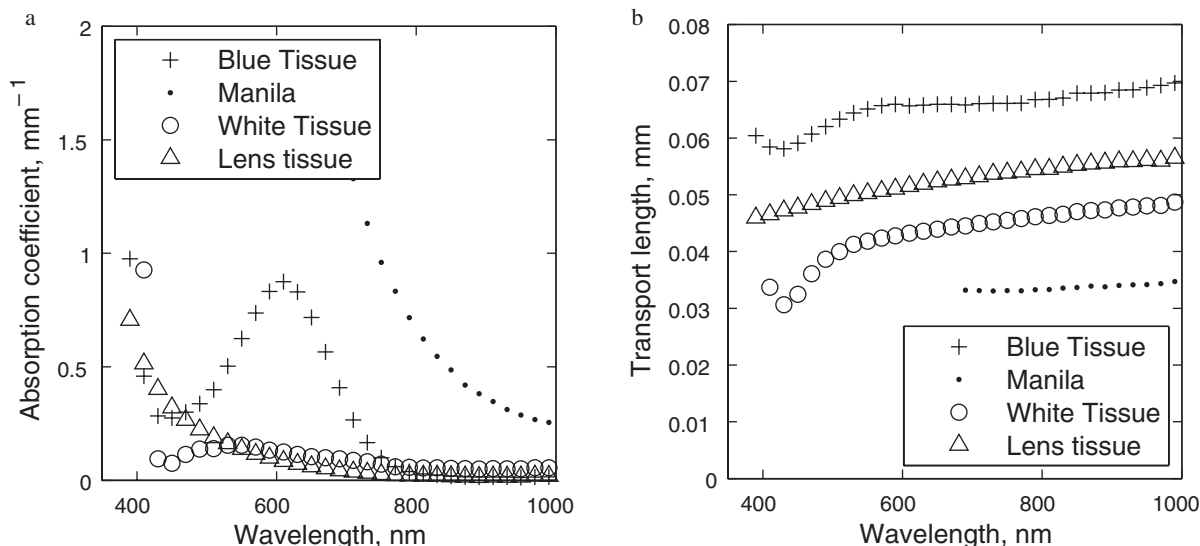 a
2
1.5
1
0.5
0
400
600
800
1000
Absorption coefficient, mm−1
Wavelength, nm
Blue Tissue
Manila
White Tissue
Lens tissue
b
0.08
0.07
0.06
0.05
0.04
0.03
0.02
0.01
0
400
600
800
1000
Transport length, mm
Wavelength, nm
Blue Tissue
Manila
White Tissue
Lens tissue